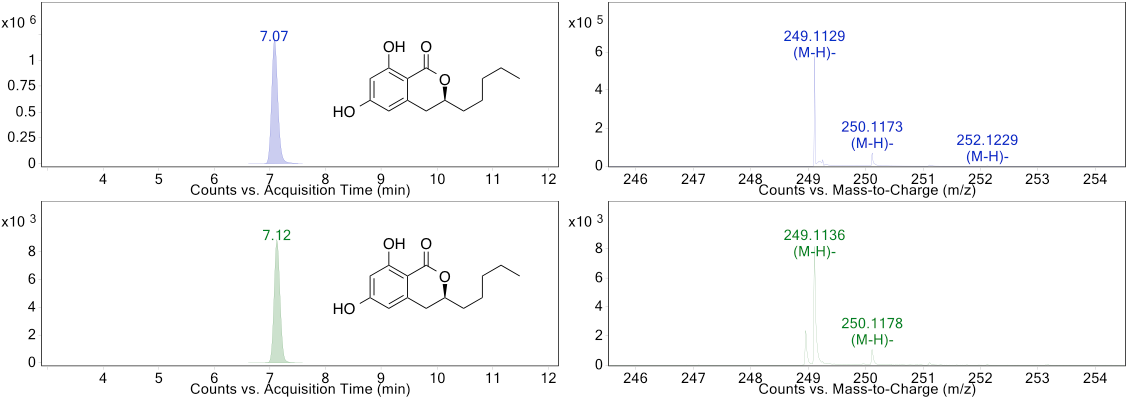 x10 6
7.07
1
0.75
0.5
0.25
0
OH
O
O
HO
4 5 6 7 8 9 10 11 12
Counts vs. Acquisition Time (min)
x10 5
249.1129
(M-H)-
250.1173
(M-H)-
252.1229
(M-H)-
6
4
2
0
246 247 248 249 250 251 252 253 254
Counts vs. Mass-to-Charge (m/z)
x10 3
7.12
8
6
4
2
0
OH
O
O
HO
4 5 6 7 8 9 10 11 12
Counts vs. Acquisition Time (min)
x10 3
249.1136
(M-H)-
250.1178
(M-H)-
8
6
4
2
0
246 247 248 249 250 251 252 253 254
Counts vs. Mass-to-Charge (m/z)